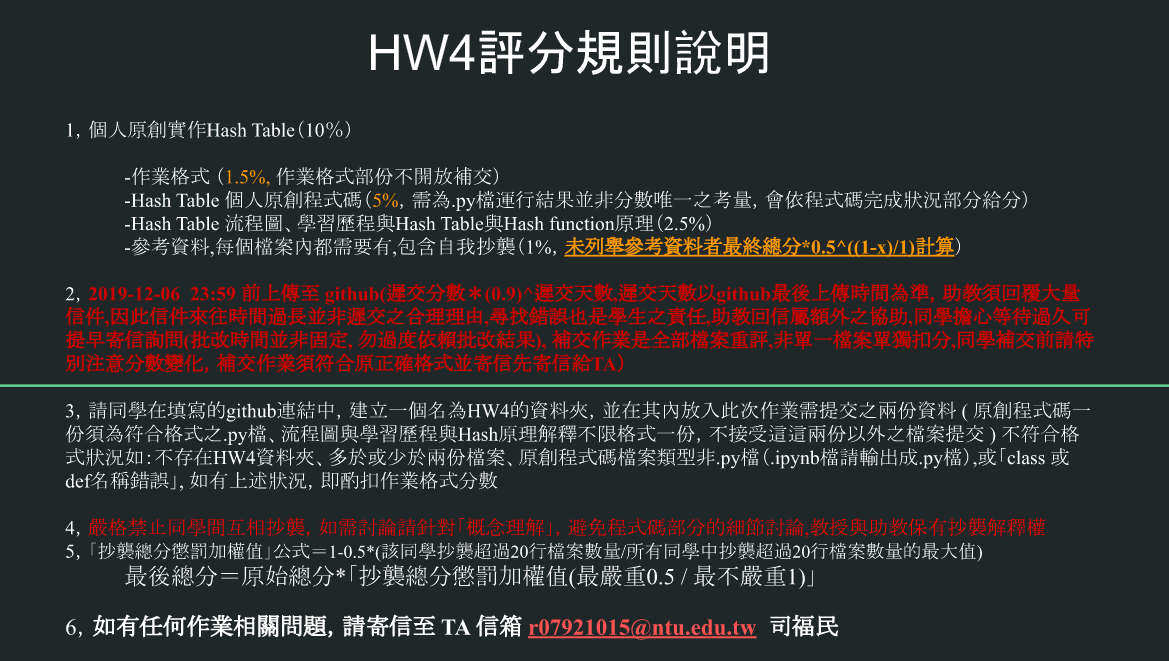 HW4評分規則說明
1，個人原創實作Hash Table（10％）
-作業格式（1.5%, 作業格式部份不開放補交）
-Hash Table 個人原創程式碼（5%，需為.py檔運行結果並非分數唯一之考量，會依程式碼完成狀況部分給分）
-Hash Table 流程圖、學習歷程與Hash Table與Hash function原理（2.5%）
-參考資料,每個檔案內都需要有,包含自我抄襲（1%，未列舉參考資料者最終總分*0.5^((1-x)/1)計算）
2，2019-12-06 23:59 前上傳至 github(遲交分數＊(0.9)^遲交天數,遲交天數以github最後上傳時間為準，助教須回覆大量
信件,因此信件來往時間過長並非遲交之合理理由,尋找錯誤也是學生之責任,助教回信屬額外之協助,同學擔心等待過久可
提早寄信詢問(批改時間並非固定, 勿過度依賴批改結果), 補交作業是全部檔案重評,非單一檔案單獨扣分,同學補交前請特
別注意分數變化，補交作業須符合原正確格式並寄信先寄信給TA）
3，請同學在填寫的github連結中，建立一個名為HW4的資料夾，並在其內放入此次作業需提交之兩份資料 ( 原創程式碼一
份須為符合格式之.py檔、流程圖與學習歷程與Hash原理解釋不限格式一份，不接受這這兩份以外之檔案提交 ) 不符合格
式狀況如：不存在HW4資料夾、多於或少於兩份檔案、原創程式碼檔案類型非.py檔（.ipynb檔請輸出成.py檔）,或「class 或
def名稱錯誤」, 如有上述狀況，即酌扣作業格式分數
4，嚴格禁止同學間互相抄襲，如需討論請針對「概念理解」，避免程式碼部分的細節討論,教授與助教保有抄襲解釋權
5，「抄襲總分懲罰加權值」公式＝1-0.5*(該同學抄襲超過20行檔案數量/所有同學中抄襲超過20行檔案數量的最大值)
最後總分＝原始總分*「抄襲總分懲罰加權值(最嚴重0.5 / 最不嚴重1)」
6，如有任何作業相關問題，請寄信至 TA 信箱 r07921015@ntu.edu.tw 司福民